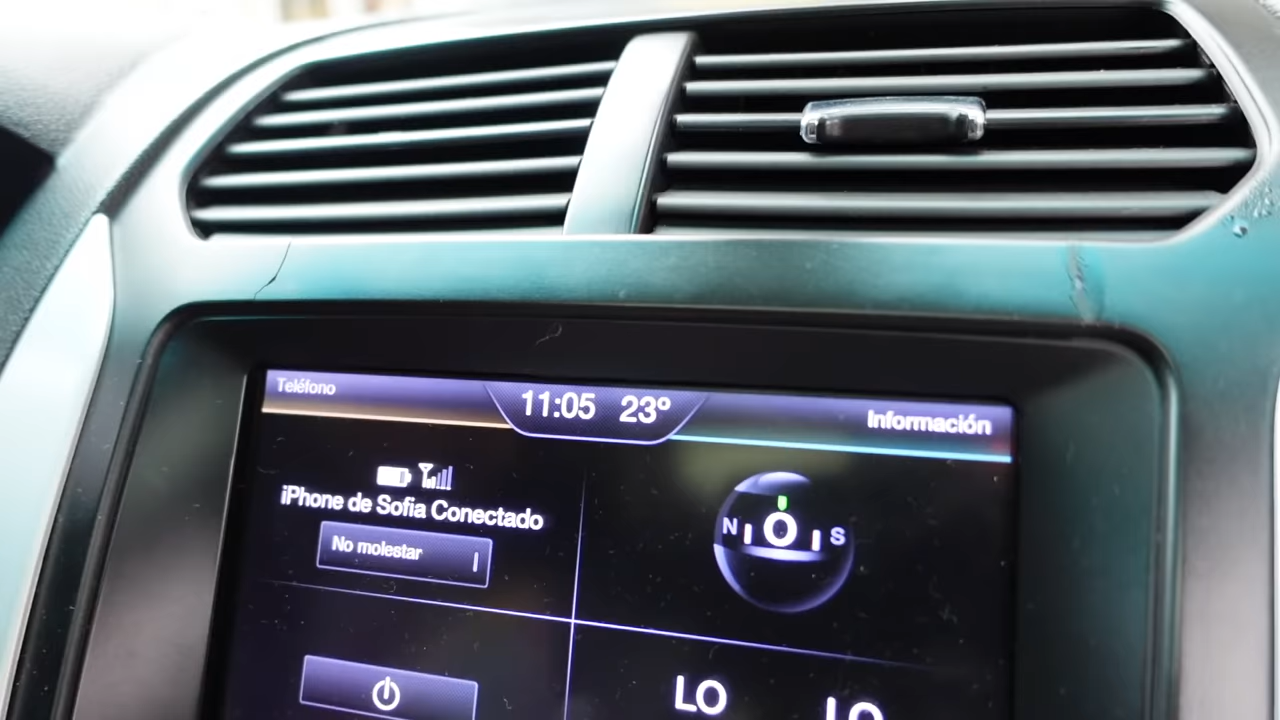 Teléfono
11:05 23°
Información
iPhone de Sofia Conectado
No molestar
N O S
LO LO